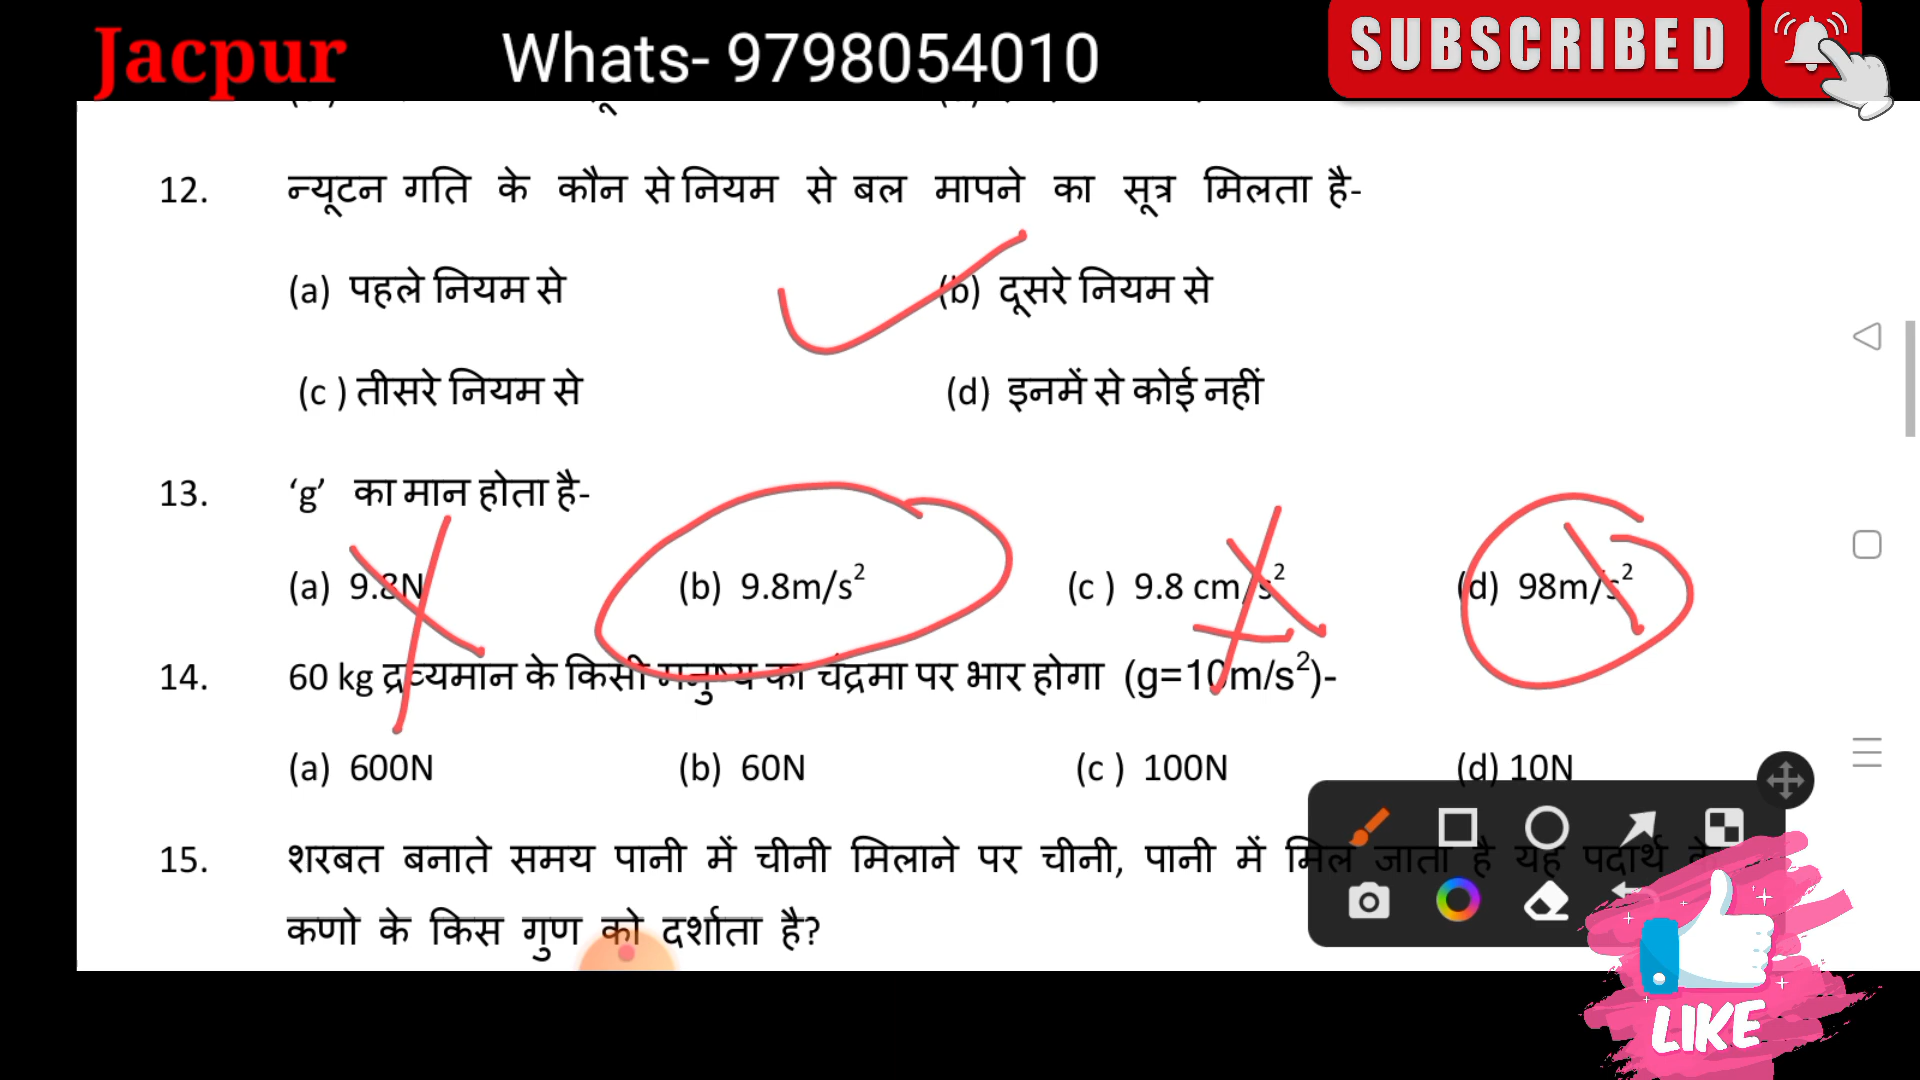 Jacpur Whats- 9798054010 SUBSCRIBED
12. न्यूटन गति के कौन से नियम से बल मापने का सूत्र मिलता है-
(a) पहले नियम से (b) दूसरे नियम से
(c ) तीसरे नियम से (d) इनमें से कोई नहीं
13. ‘g’ का मान होता है-
(a) 9.8N (b) 9.8m/s² (c ) 9.8 cm/s² (d) 98m/s²
14. 60 kg द्रव्यमान के किसी मनुष्य का चंद्रमा पर भार होगा (g=10m/s²)-
(a) 600N (b) 60N (c ) 100N (d) 10N
15. शरबत बनाते समय पानी में चीनी मिलाने पर चीनी, पानी में मिल जाता है यह पदार्थ के
कणो के किस गुण को दर्शाता है?
LIKE